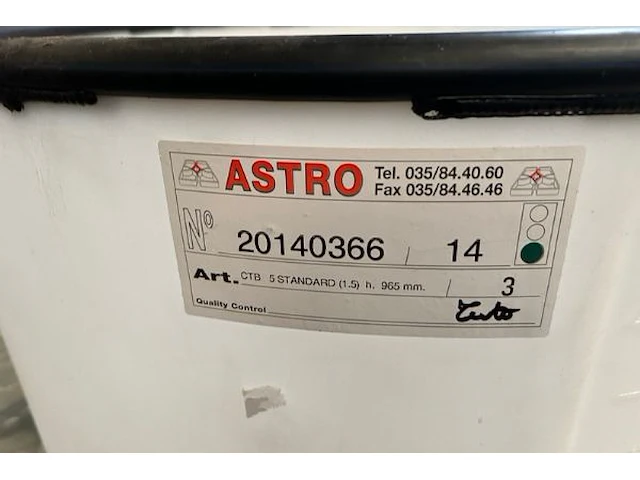 ASTRO
Tel. 035/84.40.60
Fax 035/84.46.46
No 20140366 / 14
Art. CTB 5 STANDARD (1.5) h. 965 mm. / 3
Quality Control